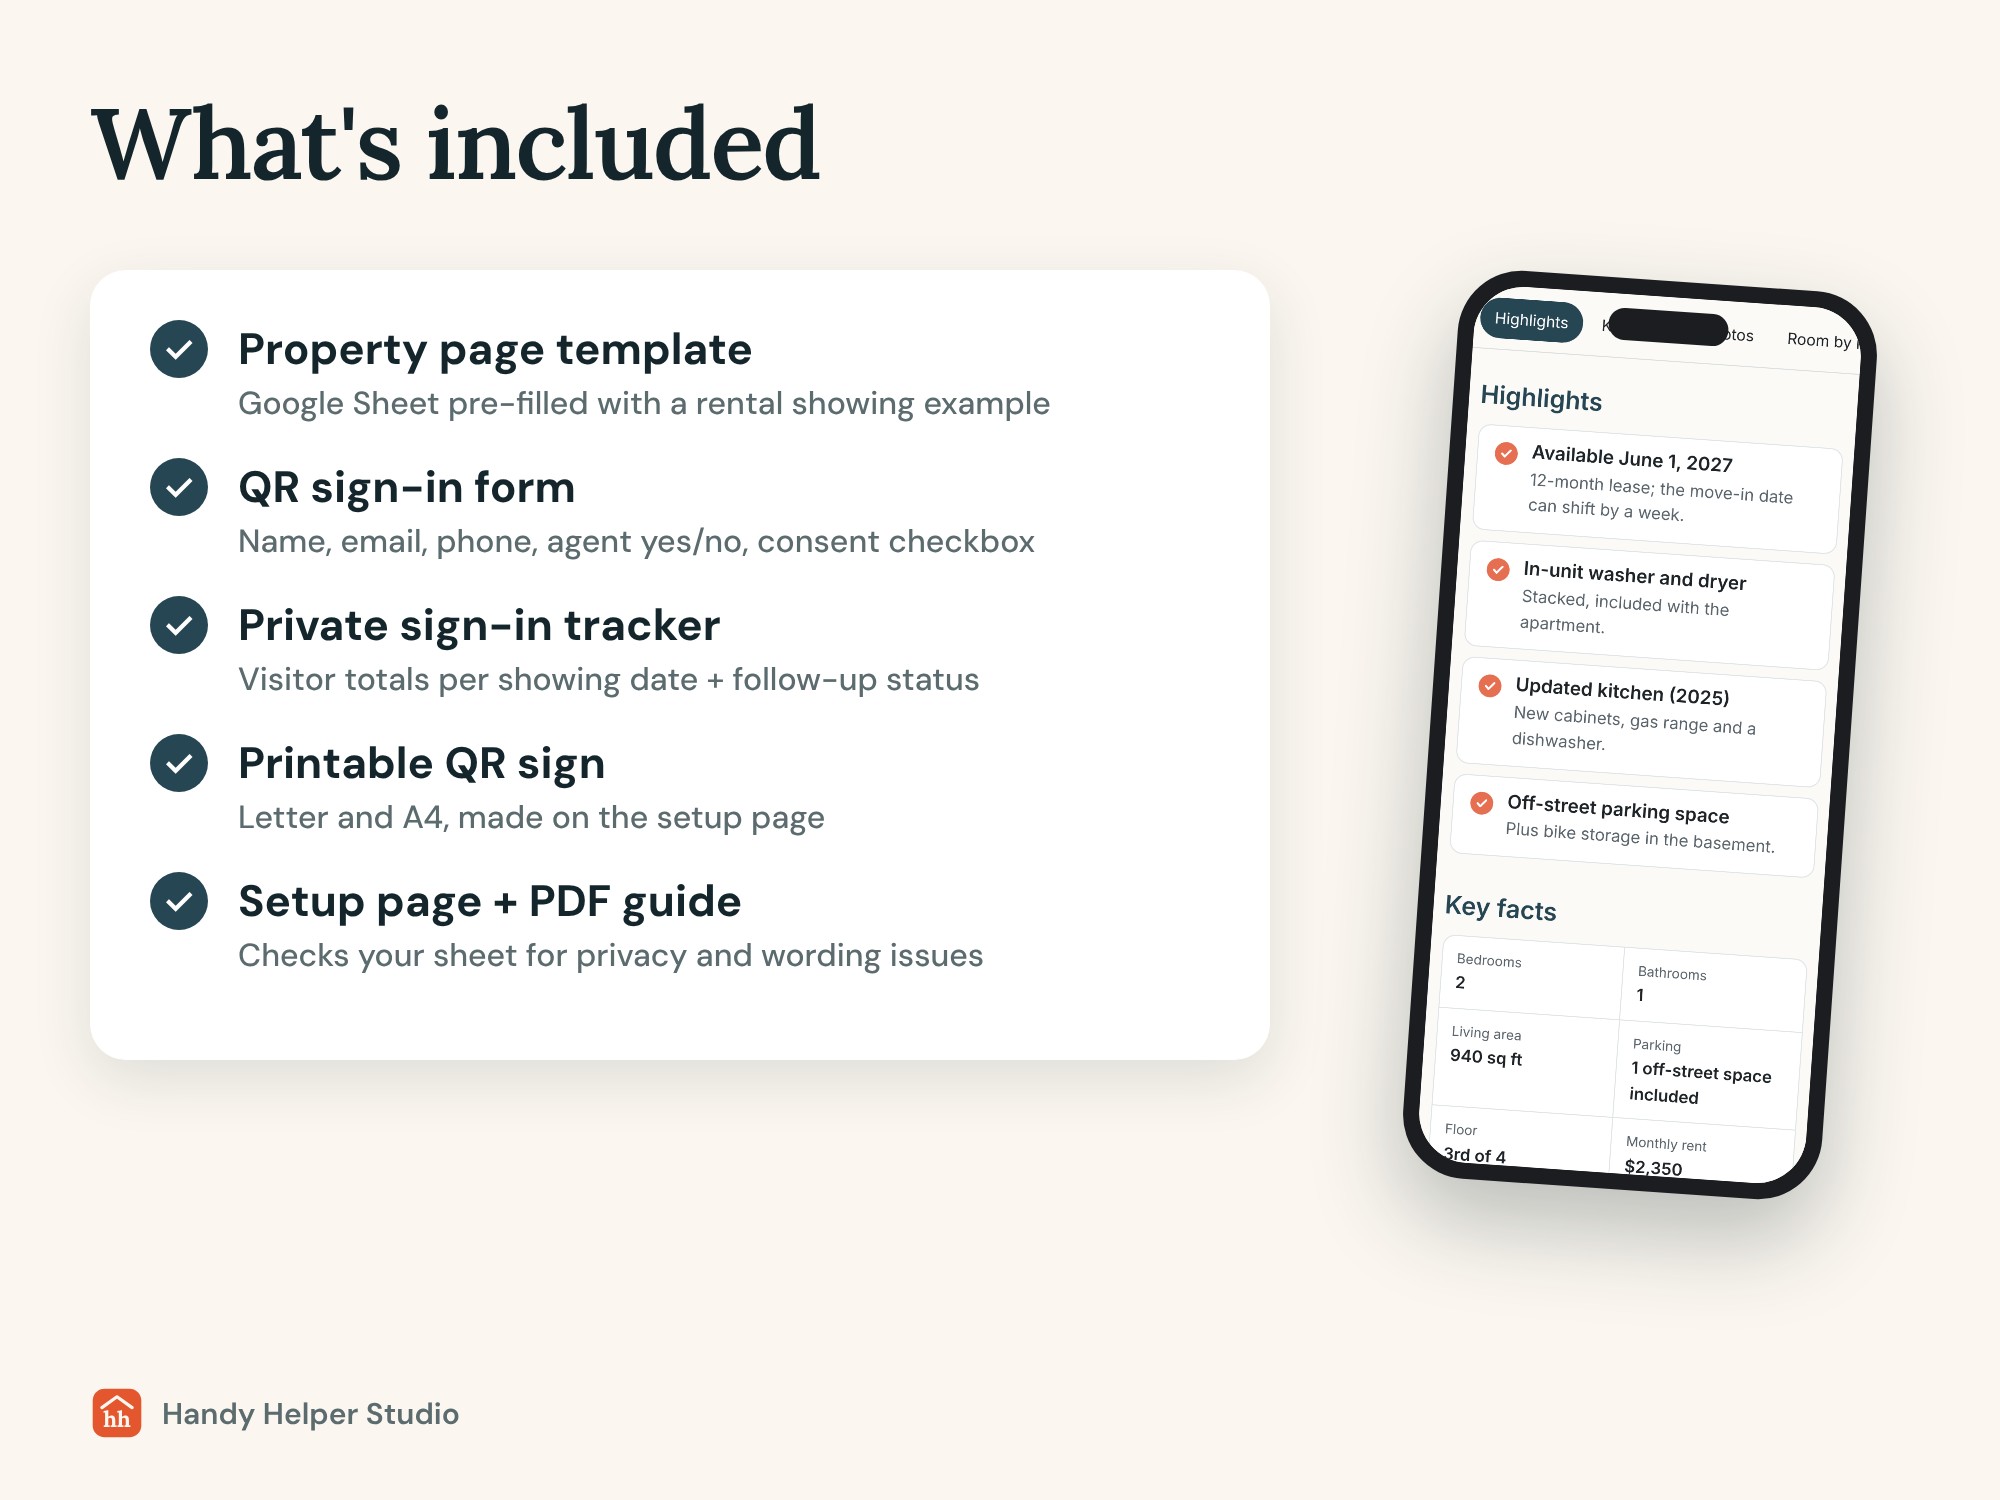 What's included
Property page template
Google Sheet pre-filled with a rental showing example
QR sign-in form
Name, email, phone, agent yes/no, consent checkbox
Private sign-in tracker
Visitor totals per showing date + follow-up status
Printable QR sign
Letter and A4, made on the setup page
Setup page + PDF guide
Checks your sheet for privacy and wording issues
Highlights
Room by
Highlights
Available June 1, 2027
12-month lease; the move-in date
can shift by a week.
In-unit washer and dryer
Stacked, included with the
apartment.
Updated kitchen (2025)
New cabinets, gas range and a
dishwasher.
Off-street parking space
Plus bike storage in the basement.
Key facts
Bedrooms
2
Bathrooms
1
Living area
940 sq ft
Parking
1 off-street space
included
Floor
3rd of 4
Monthly rent
$2,350
hh
Handy Helper Studio